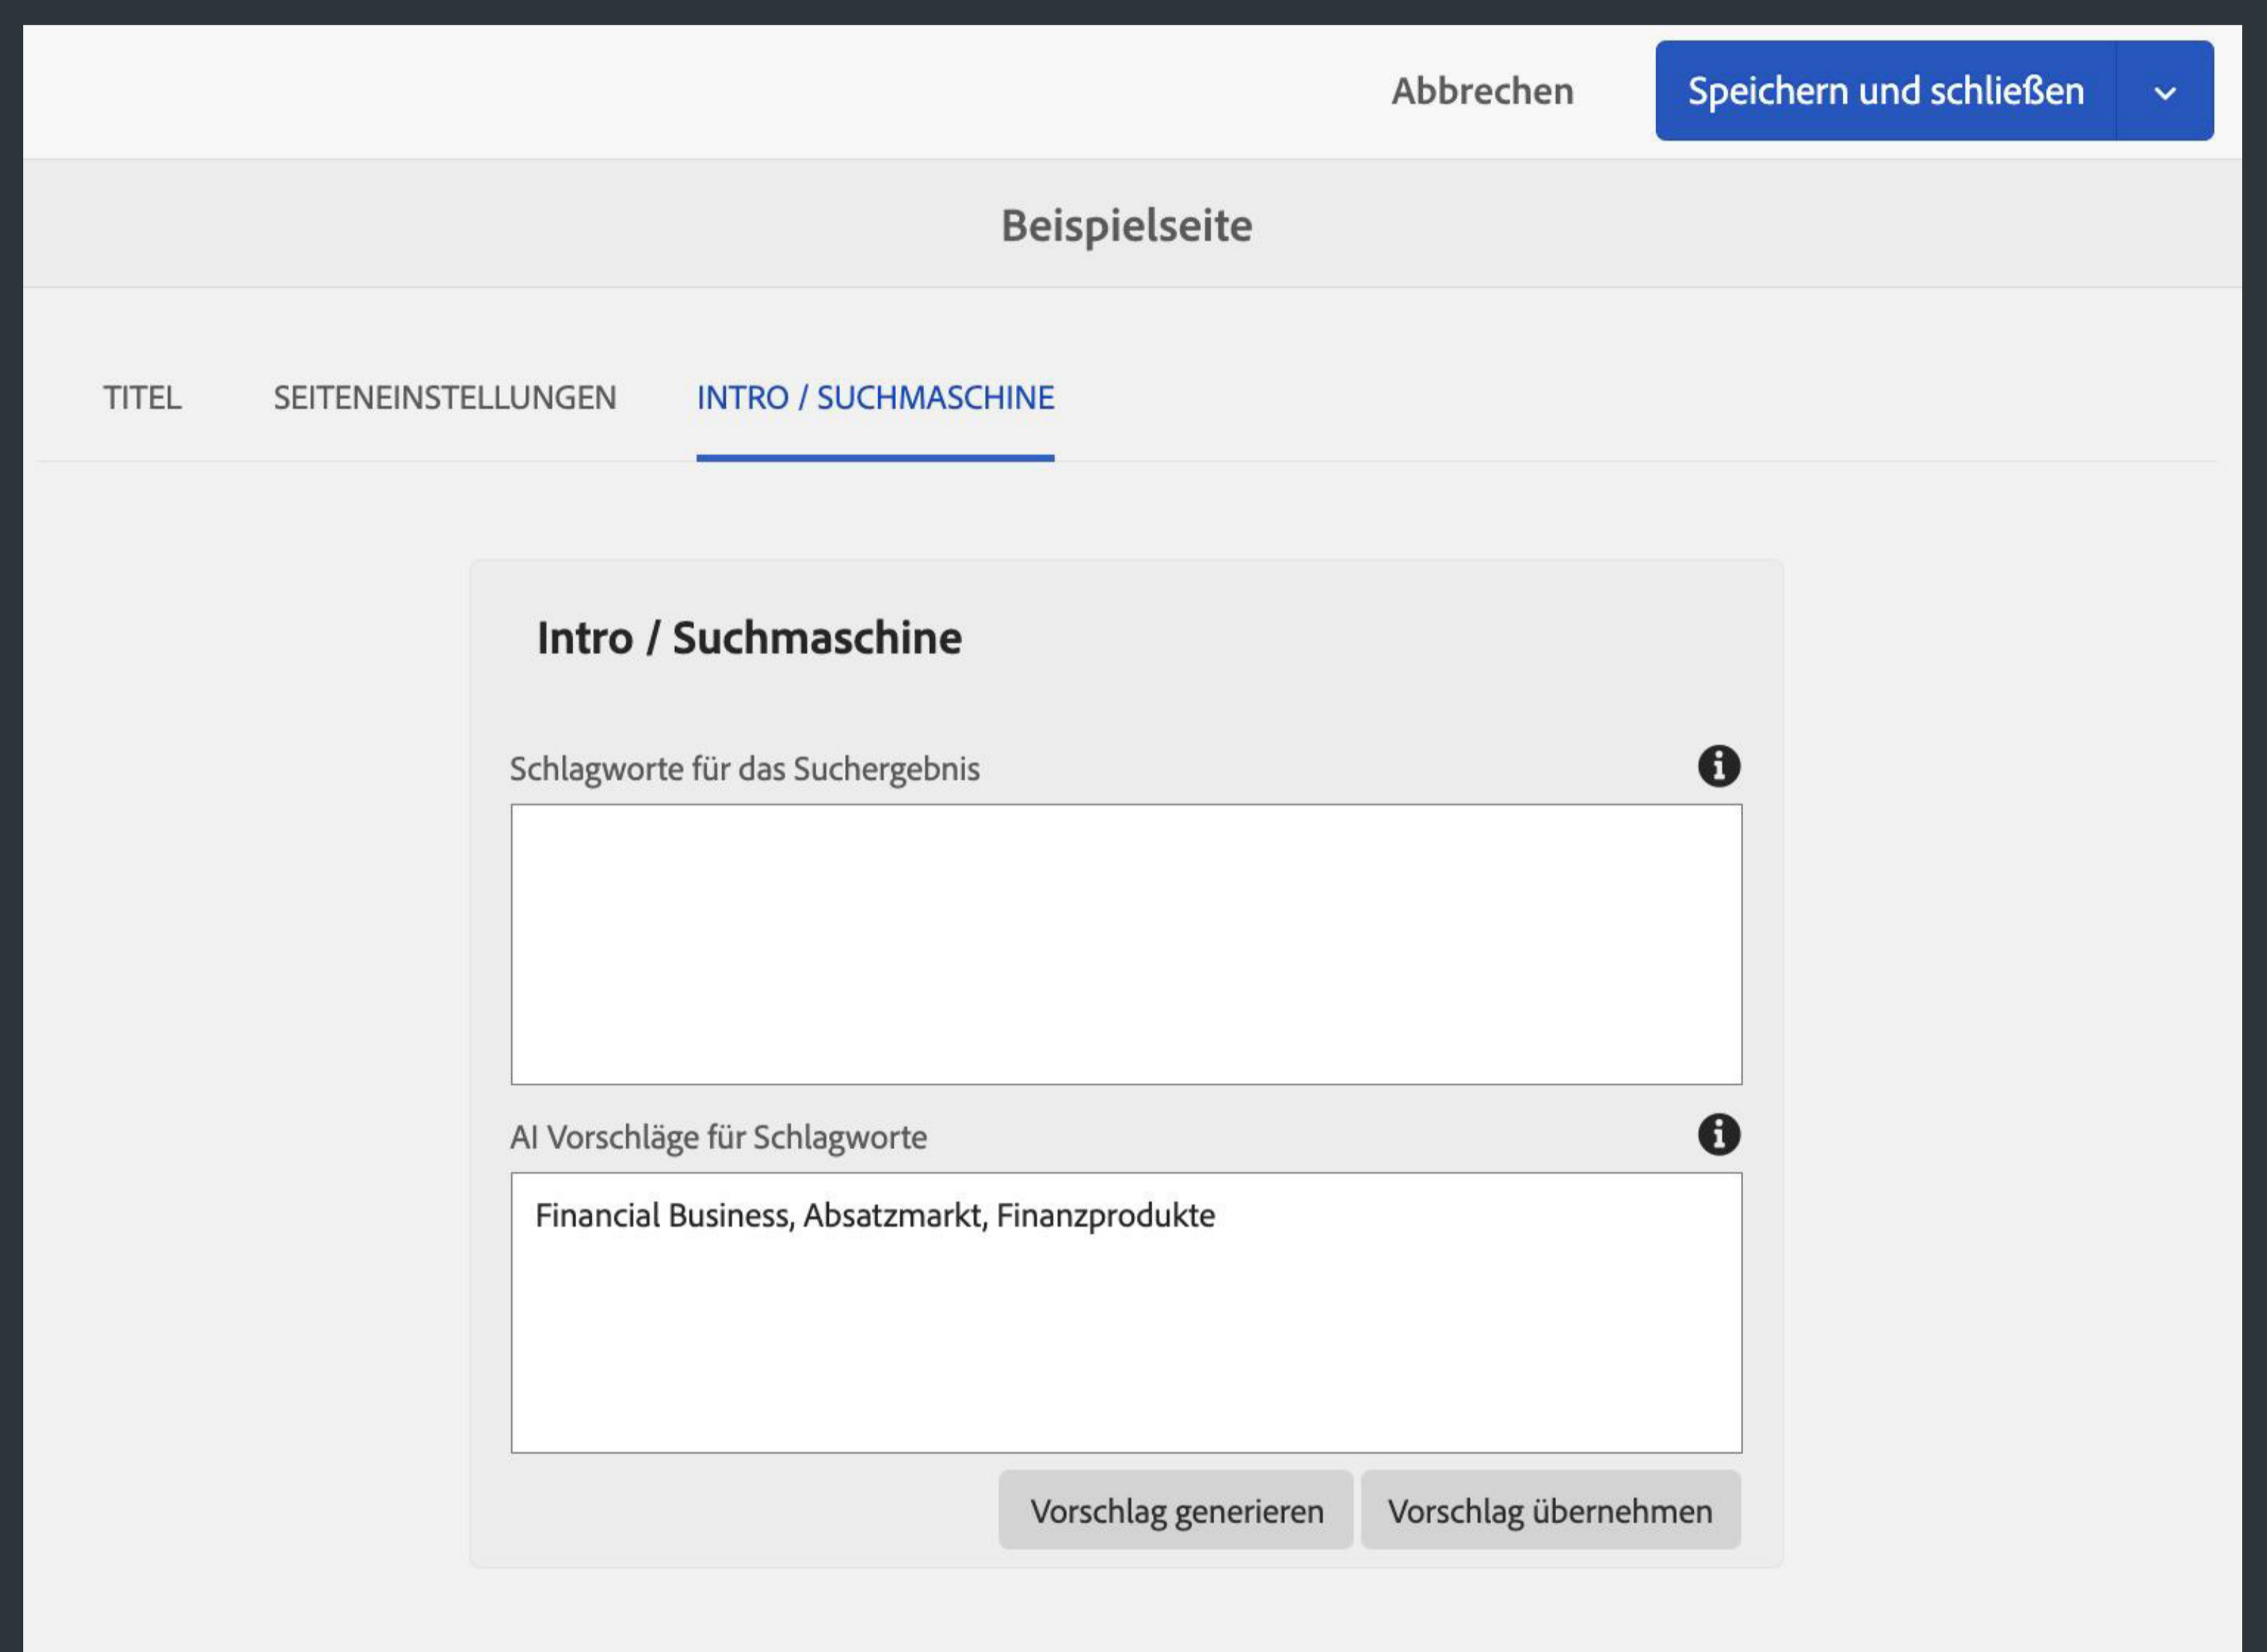 Abbrechen
Speichern und schließen
Beispielseite
TITEL
SEITENEINSTELLUNGEN
INTRO / SUCHMASCHINE
Intro / Suchmaschine
Schlagworte für das Suchergebnis
AI Vorschläge für Schlagworte
Financial Business, Absatzmarkt, Finanzprodukte
Vorschlag generieren
Vorschlag übernehmen